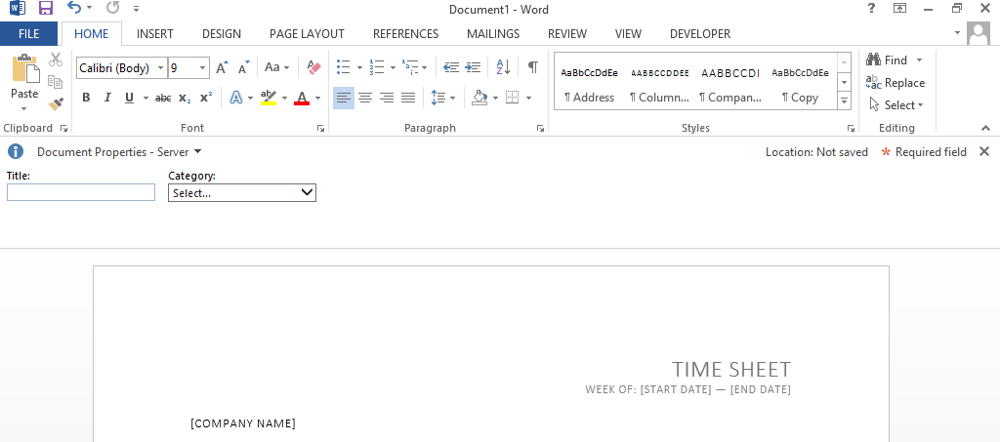 Document1 - Word
FILE HOME INSERT DESIGN PAGE LAYOUT REFERENCES MAILINGS REVIEW VIEW DEVELOPER
Calibri (Body) 9 Aa AaBbCcDdEe AABBCCDDEE AABBCCDI AaBbCcDdEe Find
Paste B I U abc x₂ x² A ab A ¶ Address ¶ Column... ¶ Compan... ¶ Copy Replace
Select
Clipboard Font Paragraph Styles Editing
Document Properties - Server Location: Not saved * Required field
Title: Category:
Select...
TIME SHEET
WEEK OF: [START DATE] — [END DATE]
[COMPANY NAME]